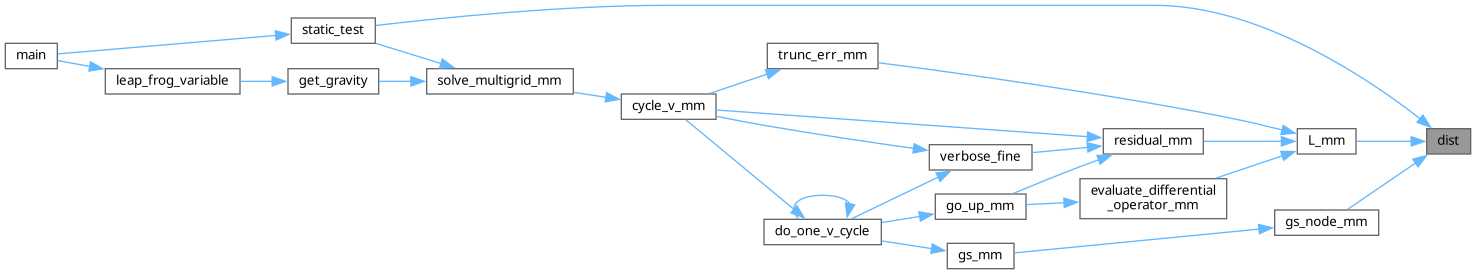 main
static_test
leap_frog_variable
get_gravity
solve_multigrid_mm
cycle_v_mm
trunc_err_mm
verbose_fine
do_one_v_cycle
go_up_mm
gs_mm
residual_mm
evaluate_differential
_operator_mm
L_mm
gs_node_mm
dist